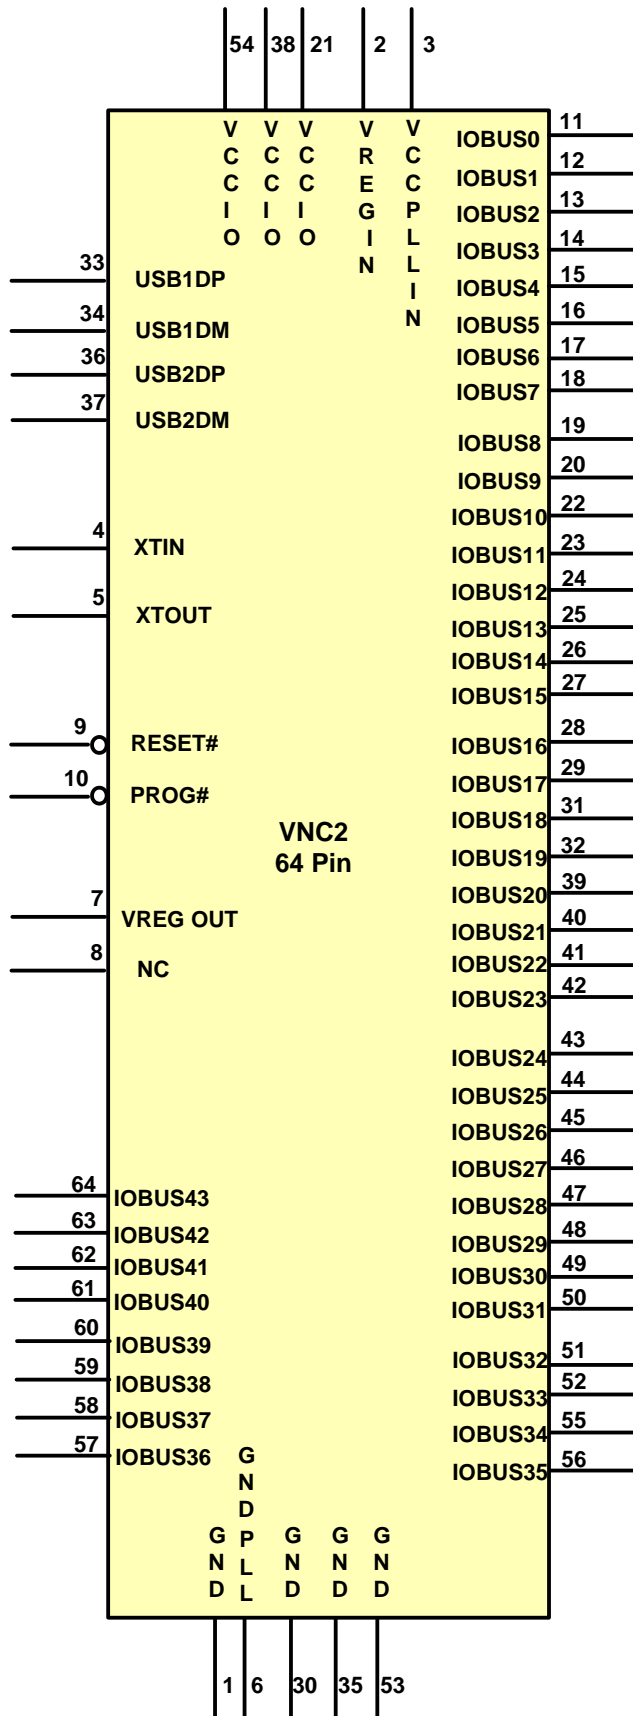 54 38 21 2 3
VCCIO VCCIO VCCIO VREGIN VCCPLLIN
33 USB1DP
34 USB1DM
36 USB2DP
37 USB2DM
4 XTIN
5 XTOUT
9 RESET#
10 PROG#
VNC2
64 Pin
7 VREG OUT
8 NC
64 IOBUS43
63 IOBUS42
62 IOBUS41
61 IOBUS40
60 IOBUS39
59 IOBUS38
58 IOBUS37
57 IOBUS36
IOBUS0 11
IOBUS1 12
IOBUS2 13
IOBUS3 14
IOBUS4 15
IOBUS5 16
IOBUS6 17
IOBUS7 18
IOBUS8 19
IOBUS9 20
IOBUS10 22
IOBUS11 23
IOBUS12 24
IOBUS13 25
IOBUS14 26
IOBUS15 27
IOBUS16 28
IOBUS17 29
IOBUS18 31
IOBUS19 32
IOBUS20 39
IOBUS21 40
IOBUS22 41
IOBUS23 42
IOBUS24 43
IOBUS25 44
IOBUS26 45
IOBUS27 46
IOBUS28 47
IOBUS29 48
IOBUS30 49
IOBUS31 50
IOBUS32 51
IOBUS33 52
IOBUS34 55
IOBUS35 56
GND GNDPLL GND GND GND
1 6 30 35 53